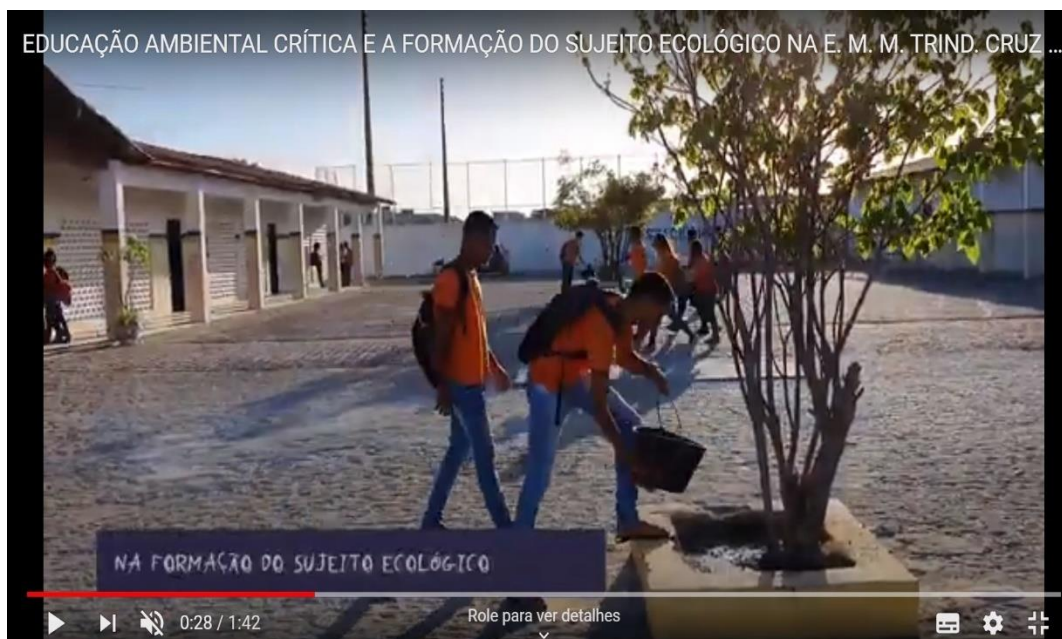 EDUCAÇÃO AMBIENTAL CRÍTICA E A FORMAÇÃO DO SUJEITO ECOLÓGICO NA E. M. M. TRIND. CRUZ ...
NA FORMAÇÃO DO SUJEITO ECOLÓGICO
0:28 / 1:42
Role para ver detalhes